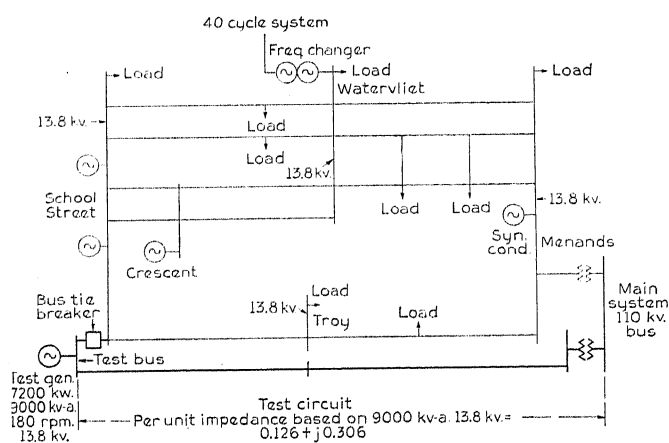 40 cycle system
Freq changer
Load
Load
Watervliet
Load
13.8 kv.
Load
Load
13.8 kv.
School
Street
Load
Load
13.8 kv.
Syn.
cond.
Menands
Crescent
Bus tie
breaker
13.8 kv
Load
Troy
Load
Main
system
110 kv.
bus
Test bus
Test gen.
7200 kw.
9000 kv-a.
180 rpm.
13.8 kv.
Test circuit
Per unit impedance based on 9000 kv-a. 13.8 kv.=
0.126+j0.306